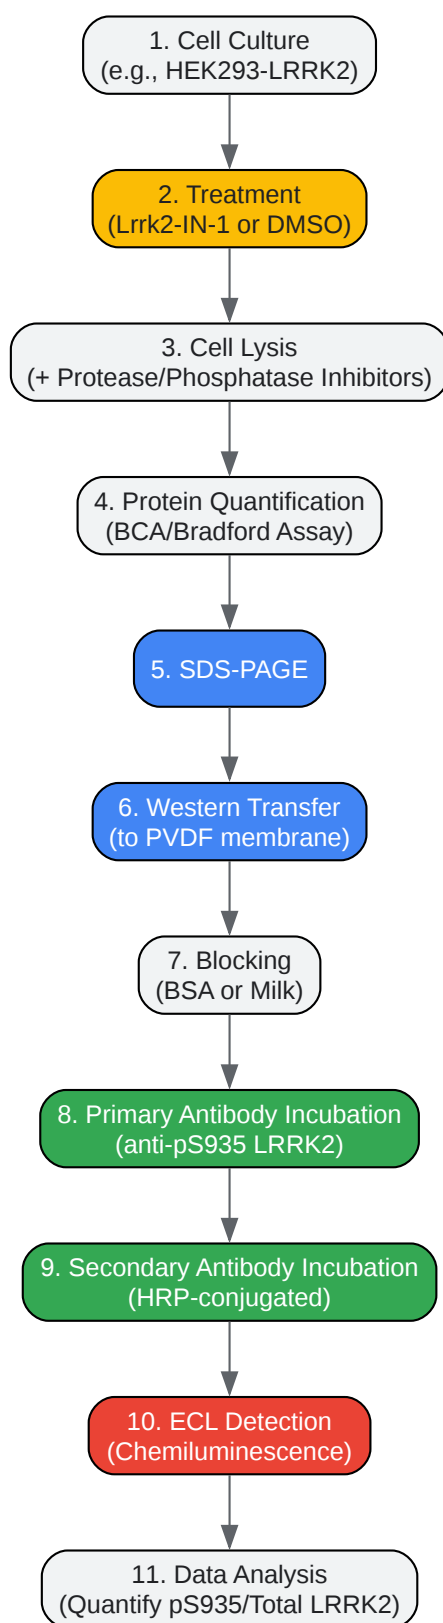 1. Cell Culture
(e.g., HEK293-LRRK2)
2. Treatment
(Lrrk2-IN-1 or DMSO)
3. Cell Lysis
(+ Protease/Phosphatase Inhibitors)
4. Protein Quantification
(BCA/Bradford Assay)
5. SDS-PAGE
6. Western Transfer
(to PVDF membrane)
7. Blocking
(BSA or Milk)
8. Primary Antibody Incubation
(anti-pS935 LRRK2)
9. Secondary Antibody Incubation
(HRP-conjugated)
10. ECL Detection
(Chemiluminescence)
11. Data Analysis
(Quantify pS935/Total LRRK2)